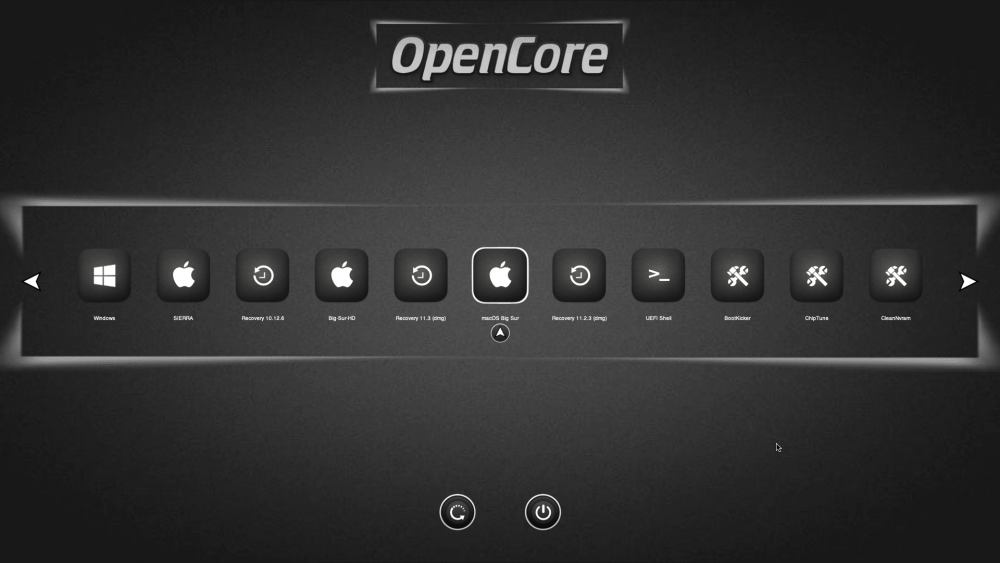 OpenCore
Windows
SIERRA
Recovery 10.12.6
Big-Sur-HD
Recovery 11.3 (dmg)
macOS Big Sur
Recovery 11.2.3 (dmg)
UEFI Shell
BootKicker
ChipTune
CleanNvram